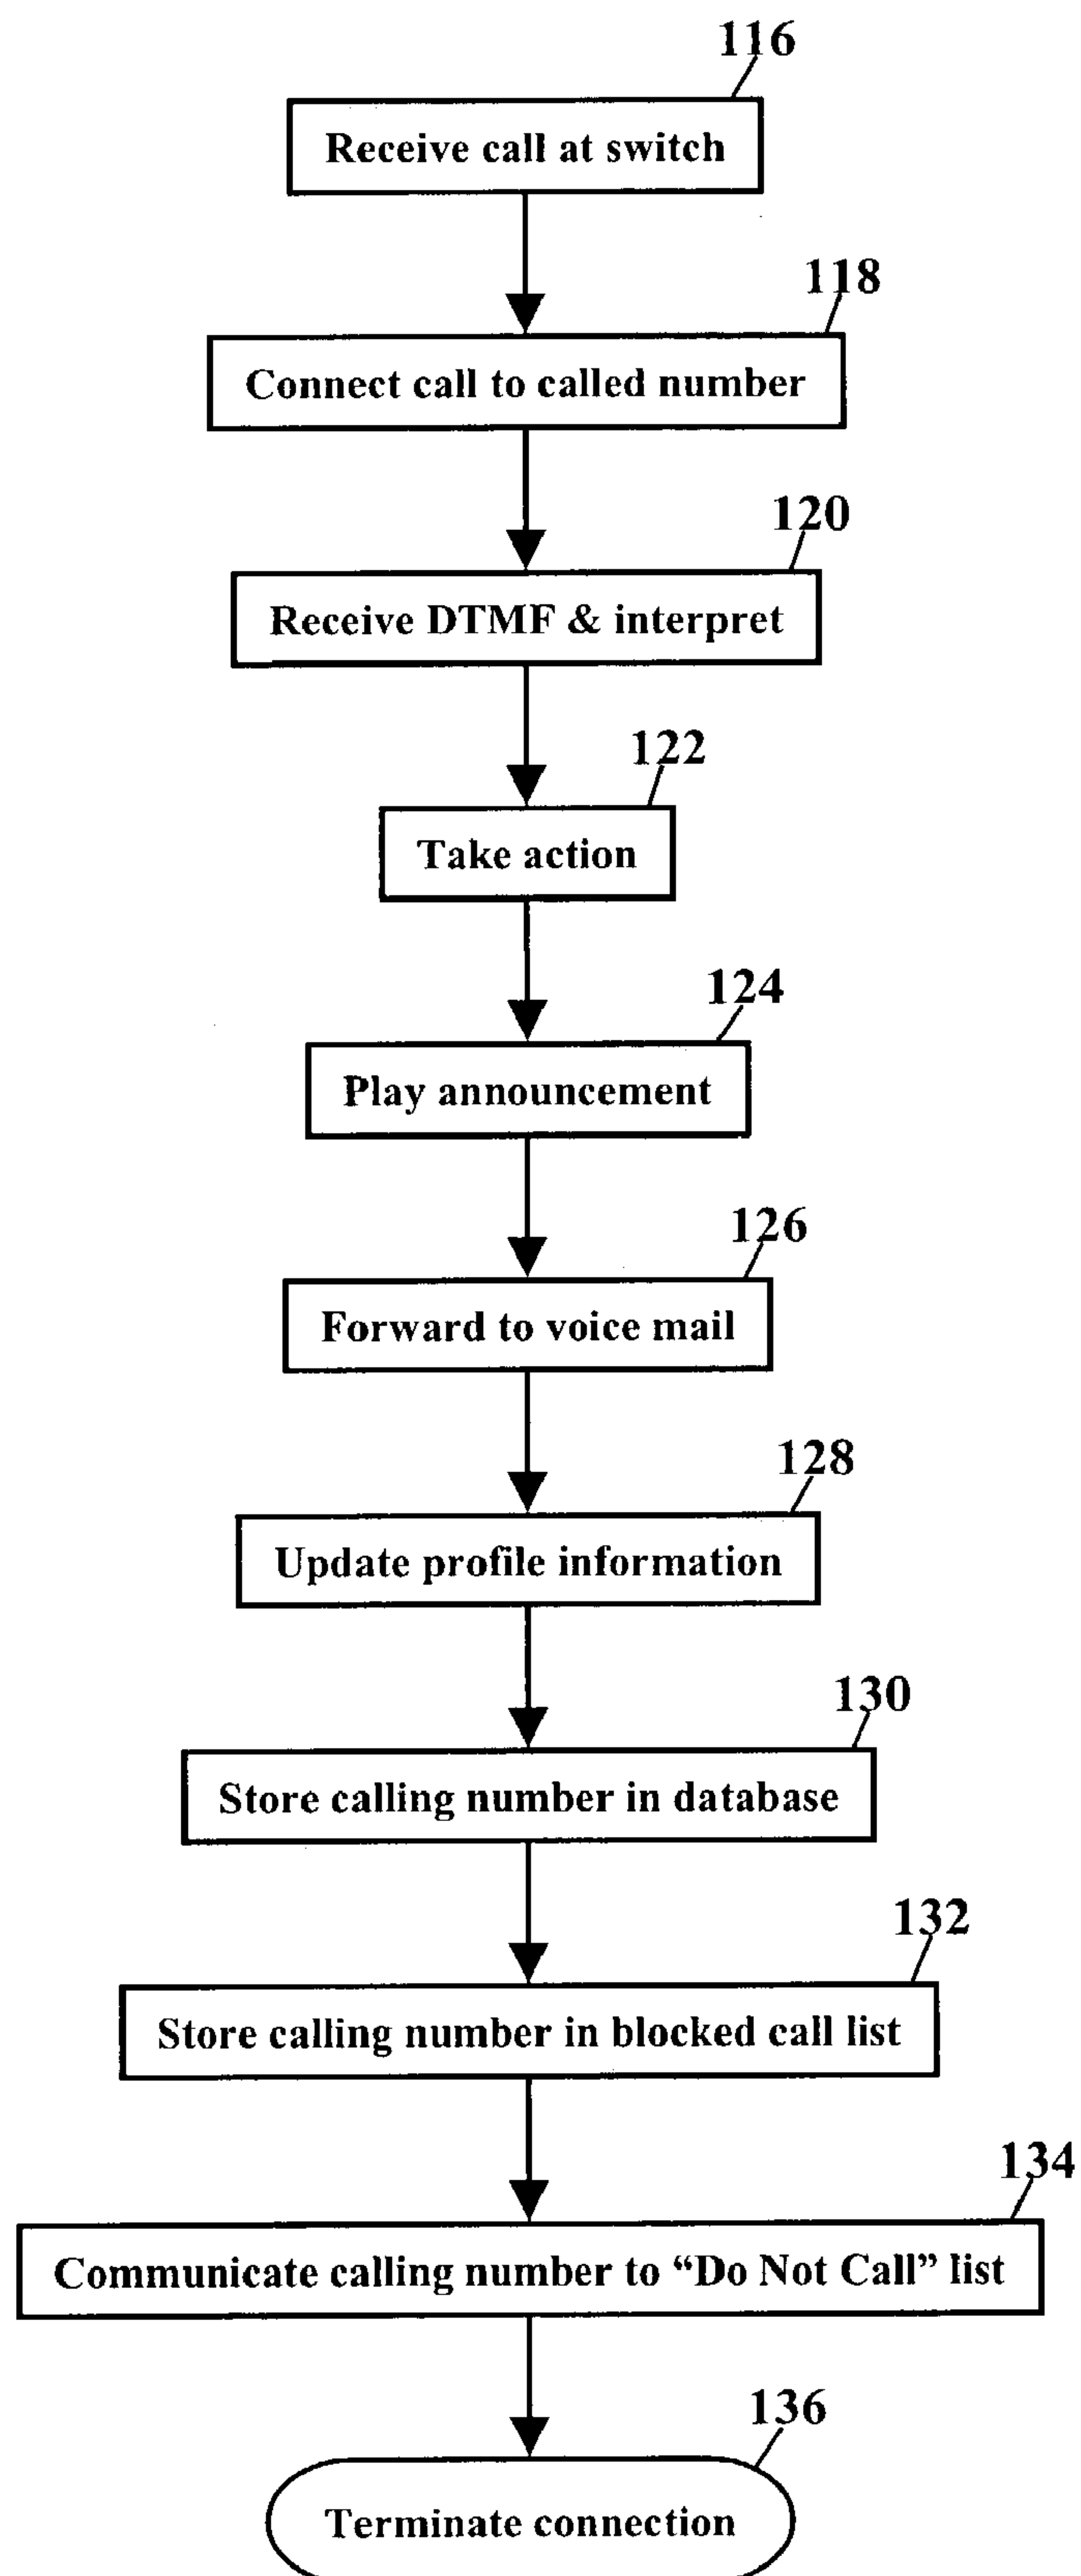 116
Receive call at switch
118
Connect call to called number
120
Receive DTMF & interpret
122
Take action
124
Play announcement
126
Forward to voice mail
128
Update profile information
130
Store calling number in database
132
Store calling number in blocked call list
134
Communicate calling number to “Do Not Call” list
136
Terminate connection